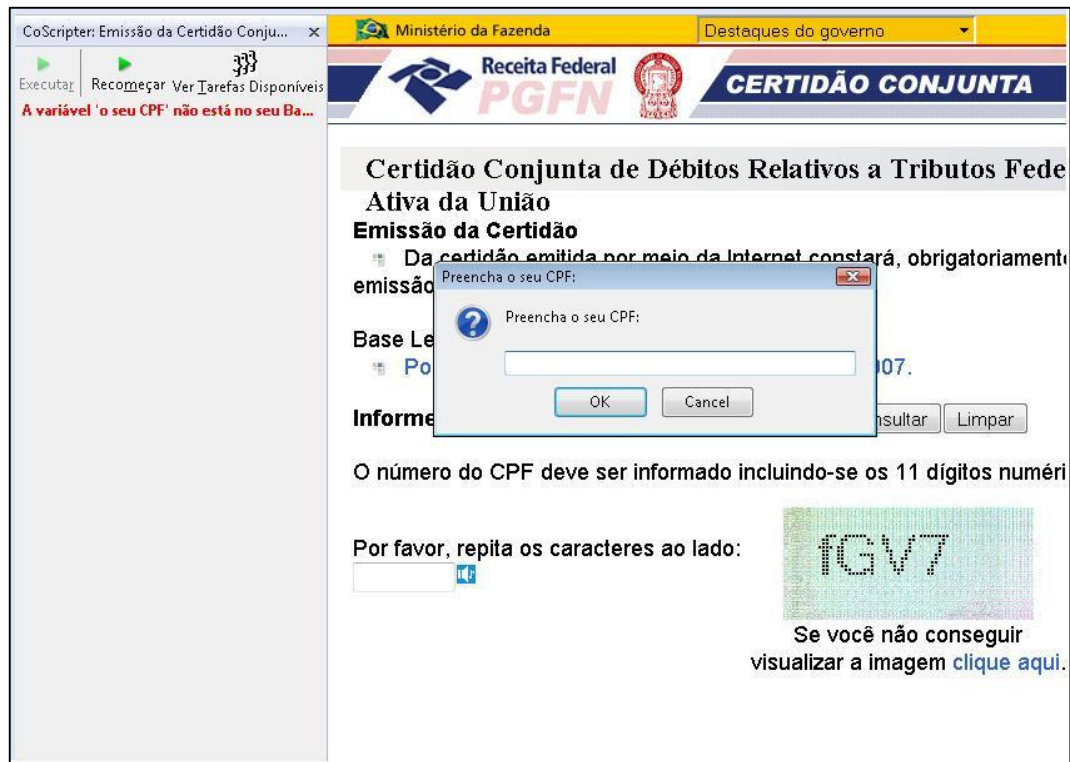 CoScripter: Emissão da Certidão Conju... x
Executar Recomeçar Ver Tarefas Disponíveis
A variável 'o seu CPF' não está no seu Ba...
Ministério da Fazenda Destaques do governo
Receita Federal
PGFN
CERTIDÃO CONJUNTA
Certidão Conjunta de Débitos Relativos a Tributos Fede
Ativa da União
Emissão da Certidão
Da certidão emitida por meio da Internet constará, obrigatoriament
emissão
Preencha o seu CPF:
Preencha o seu CPF:
OK Cancel
Base Le
Po 007.
Informe nsultar Limpar
O número do CPF deve ser informado incluindo-se os 11 dígitos numéri
Por favor, repita os caracteres ao lado:
fGV7
Se você não conseguir
visualizar a imagem clique aqui.